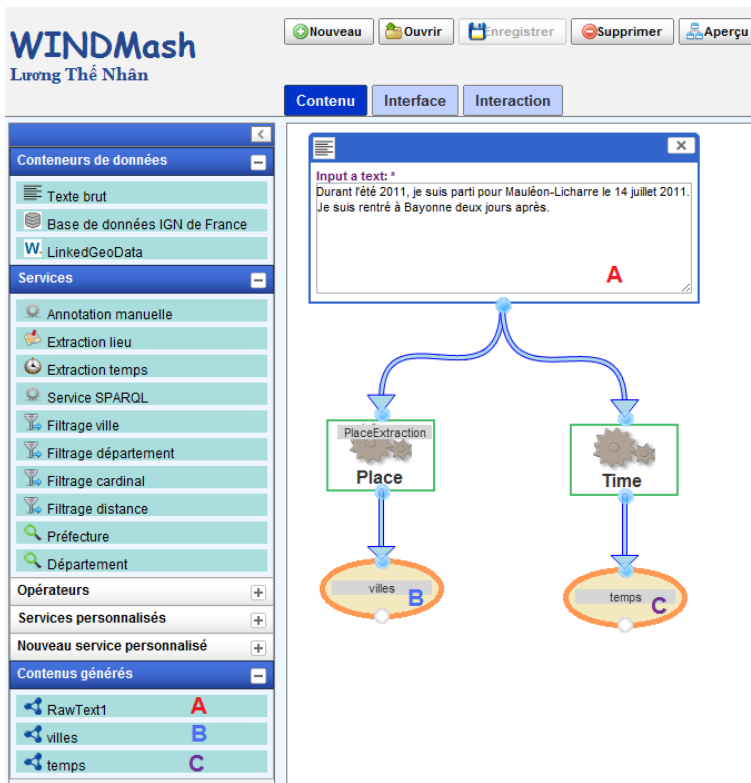 WINDMash
Lương Thế Nhân
Nouveau
Ouvrir
Enregistrer
Supprimer
Aperçu
Contenu
Interface
Interaction
Conteneurs de données
Texte brut
Base de données IGN de France
W. LinkedGeoData
Services
Annotation manuelle
Extraction lieu
Extraction temps
Service SPARQL
Filtrage ville
Filtrage département
Filtrage cardinal
Filtrage distance
Préfecture
Département
Opérateurs
Services personnalisés
Nouveau service personnalisé
Contenus générés
RawText1 A
villes B
temps C
Input a text: *
Durant l'été 2011, je suis parti pour Mauléon-Licharre le 14 juillet 2011.
Je suis rentré à Bayonne deux jours après.
A
PlaceExtraction
Place
Time
villes B
temps C